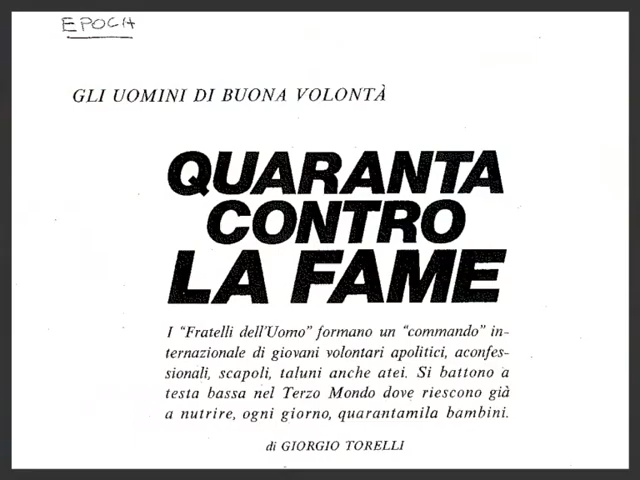 EPOCA
GLI UOMINI DI BUONA VOLONTÀ
QUARANTA
CONTRO
LA FAME
I "Fratelli dell'Uomo" formano un "commando" in-
ternazionale di giovani volontari apolitici, aconfes-
sionali, scapoli, taluni anche atei. Si battono a
testa bassa nel Terzo Mondo dove riescono già
a nutrire, ogni giorno, quarantamila bambini.
di GIORGIO TORELLI